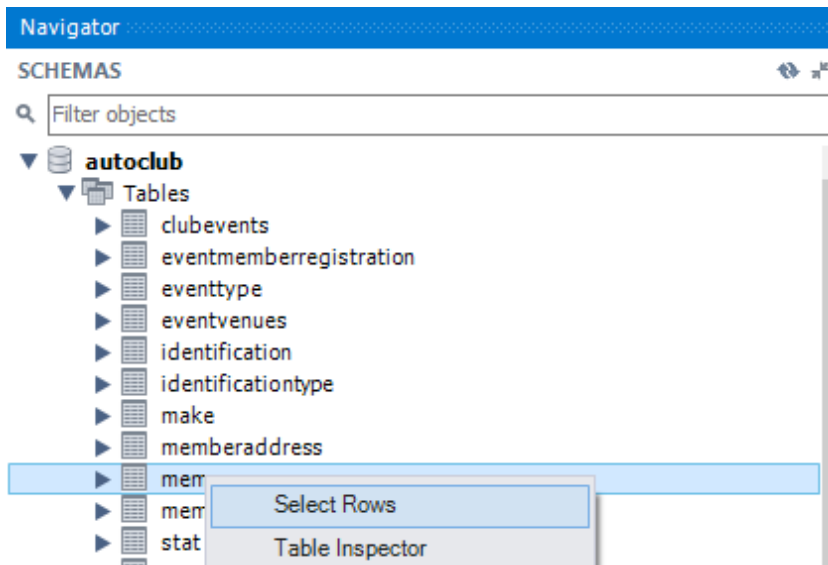 Navigator
SCHEMAS
Filter objects
autoclub
Tables
clubevents
eventmemberregistration
eventtype
eventvenues
identification
identificationtype
make
memberaddress
mem
Select Rows
mem
stat
Table Inspector